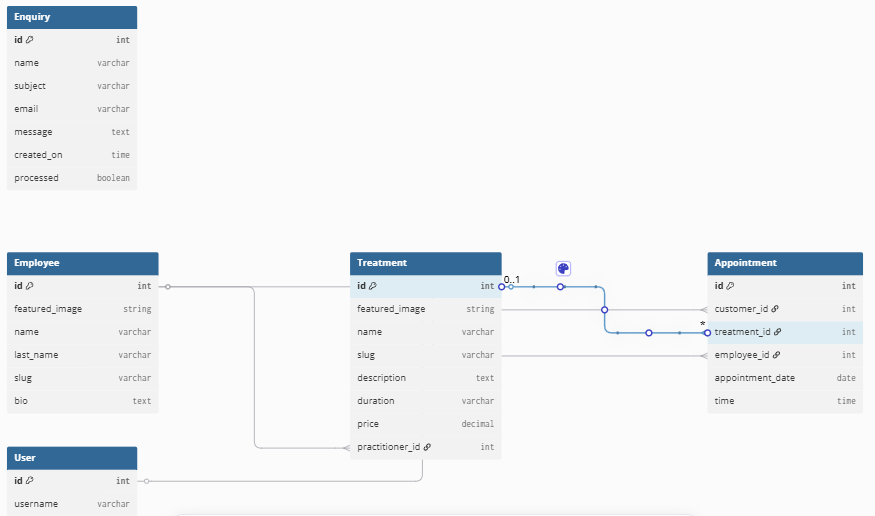 Enquiry
id int
name varchar
subject varchar
email varchar
message text
created_on time
processed boolean
Employee
id int
featured_image string
name varchar
last_name varchar
slug varchar
bio text
Treatment
id int
featured_image string
name varchar
slug varchar
description text
duration varchar
price decimal
practitioner_id int
0..1
*
Appointment
id int
customer_id int
treatment_id int
employee_id int
appointment_date date
time time
User
id int
username varchar